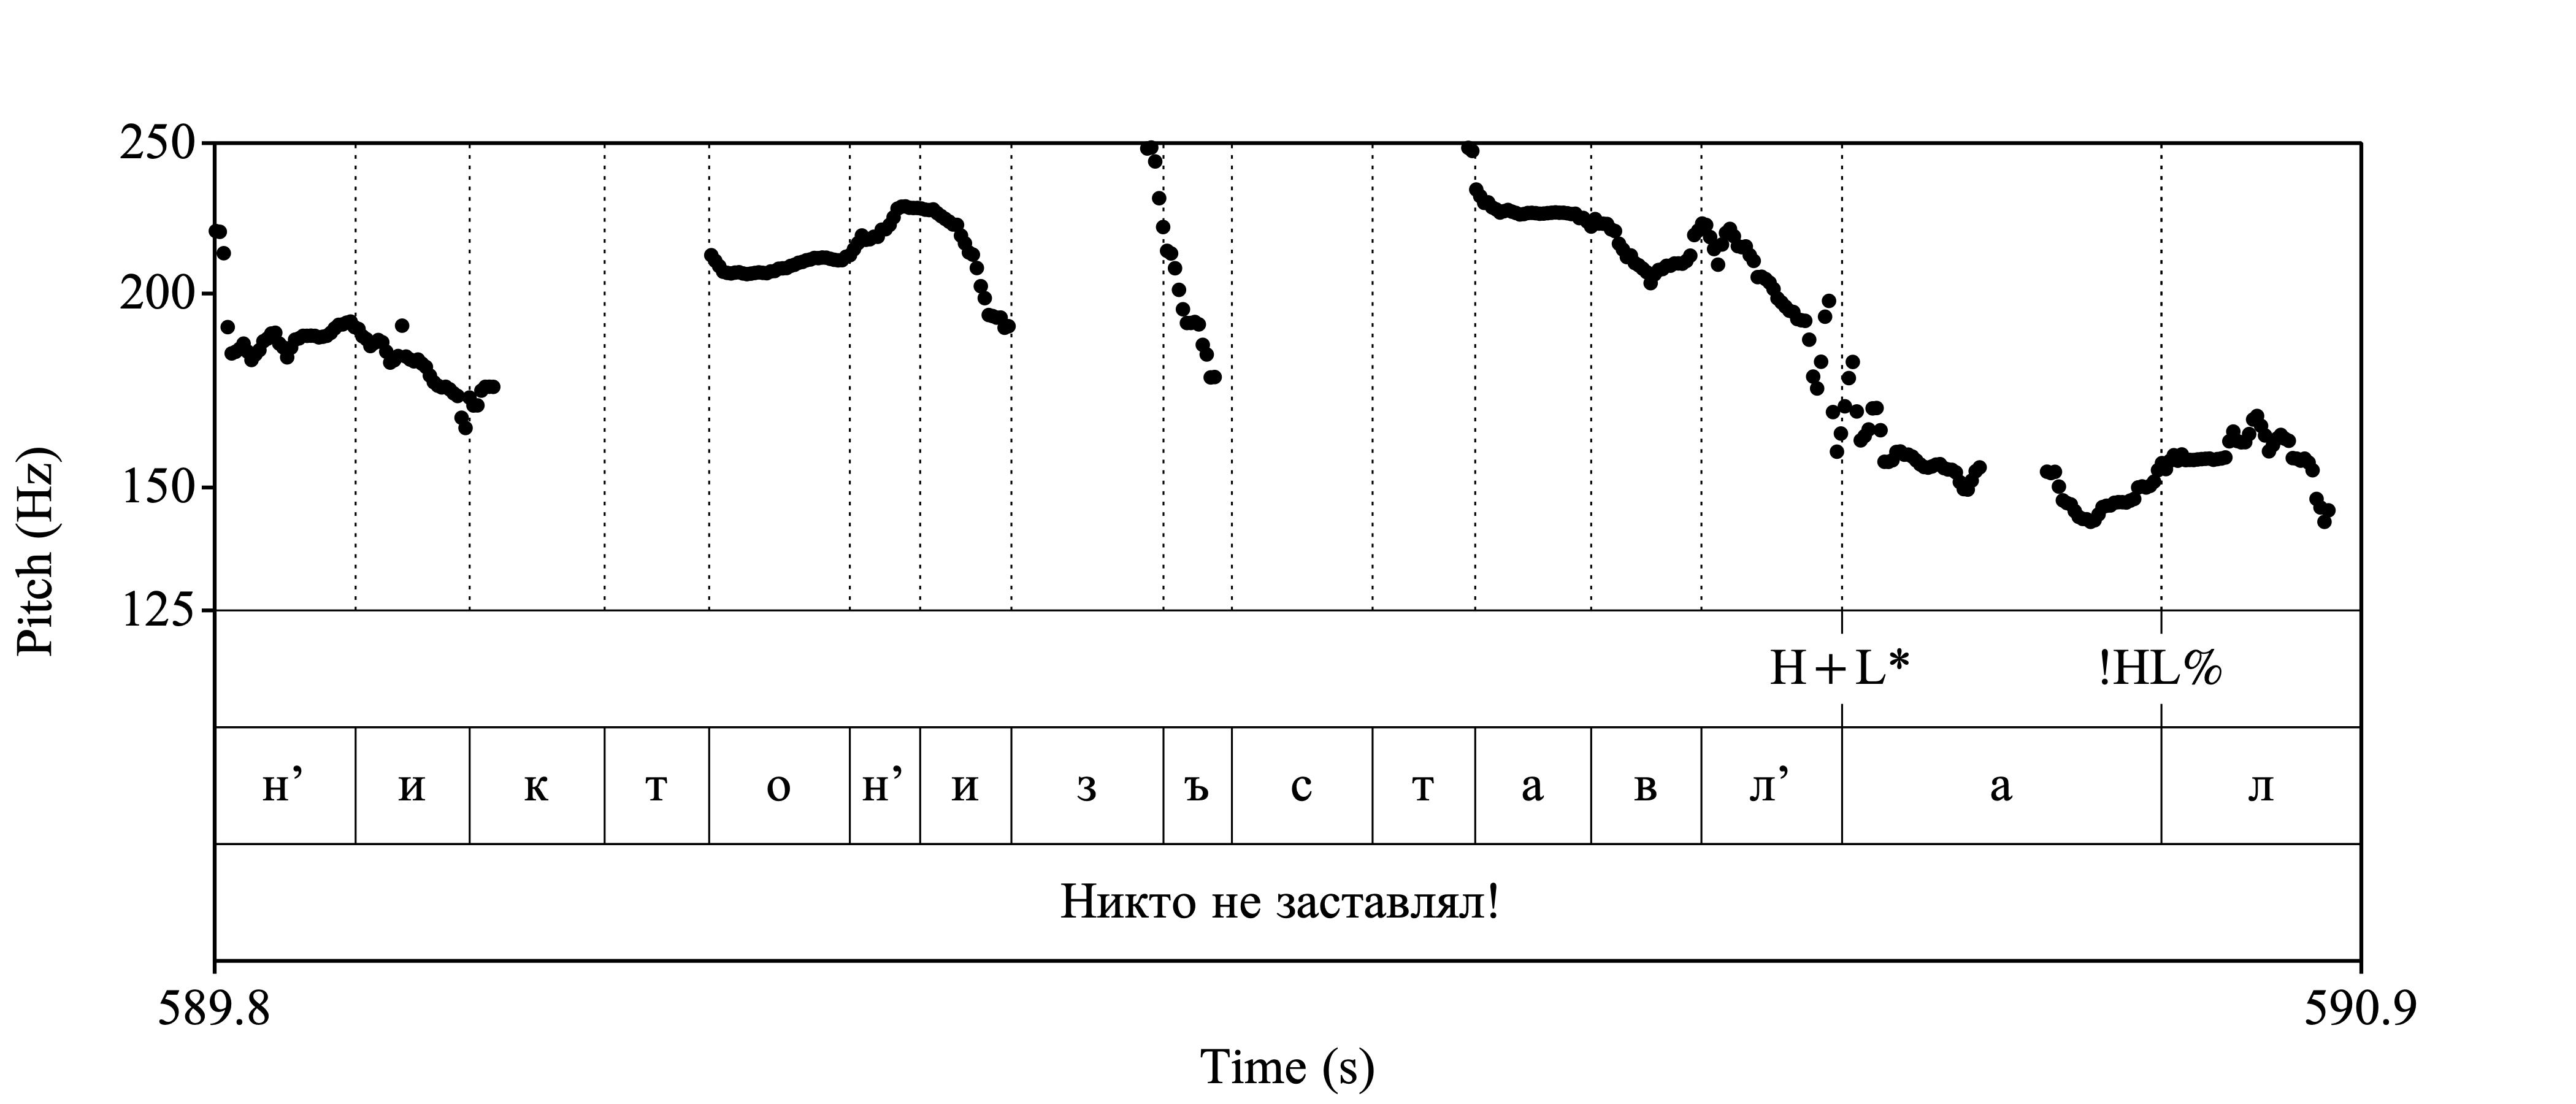 250
200
150
125
Pitch (Hz)
H+L* !HL%
н’ и к т о н’ и з ъ с т а в л’ а л
Никто не заставлял!
589.8 590.9
Time (s)